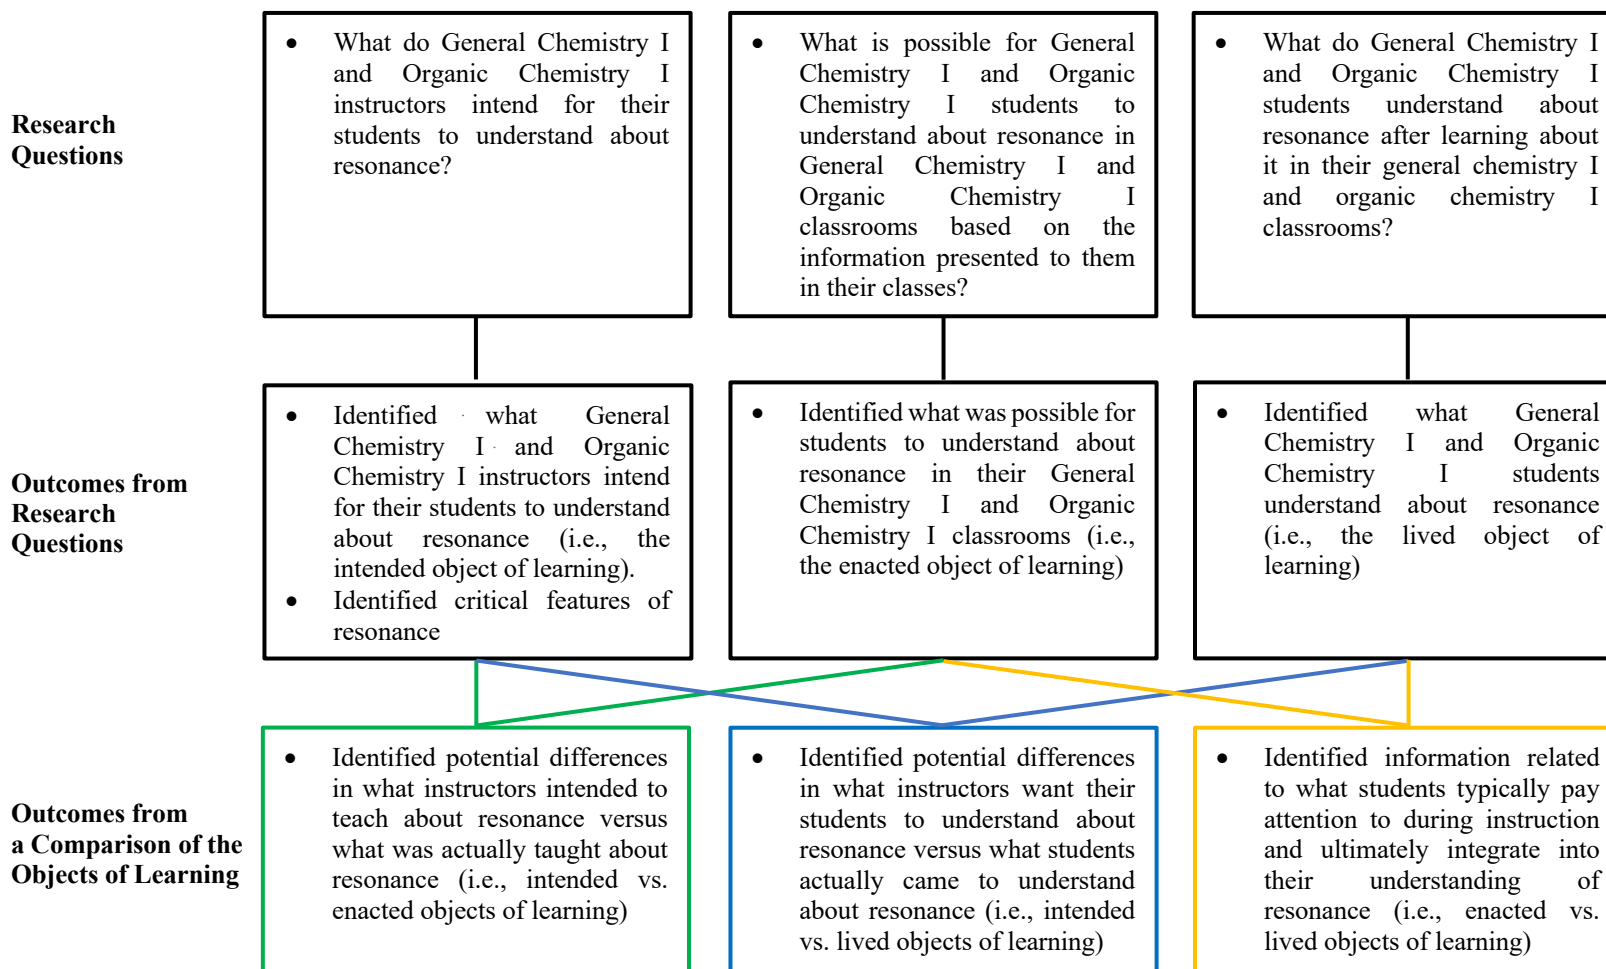 Research
Questions
• What do General Chemistry I
and Organic Chemistry I
instructors intend for their
students to understand about
resonance?
• What is possible for General
Chemistry I and Organic
Chemistry I students to
understand about resonance in
General Chemistry I and
Organic Chemistry I
classrooms based on the
information presented to them
in their classes?
• What do General Chemistry I
and Organic Chemistry I
students understand about
resonance after learning about
it in their general chemistry I
and organic chemistry I
classrooms?
Outcomes from
Research
Questions
• Identified what General
Chemistry I and Organic
Chemistry I instructors intend
for their students to understand
about resonance (i.e., the
intended object of learning).
• Identified critical features of
resonance
• Identified what was possible for
students to understand about
resonance in their General
Chemistry I and Organic
Chemistry I classrooms (i.e.,
the enacted object of learning)
• Identified what General
Chemistry I and Organic
Chemistry I students
understand about resonance
(i.e., the lived object of
learning)
Outcomes from
a Comparison of the
Objects of Learning
• Identified potential differences
in what instructors intended to
teach about resonance versus
what was actually taught about
resonance (i.e., intended vs.
enacted objects of learning)
• Identified potential differences
in what instructors want their
students to understand about
resonance versus what students
actually came to understand
about resonance (i.e., intended
vs. lived objects of learning)
• Identified information related
to what students typically pay
attention to during instruction
and ultimately integrate into
their understanding of
resonance (i.e., enacted vs.
lived objects of learning)